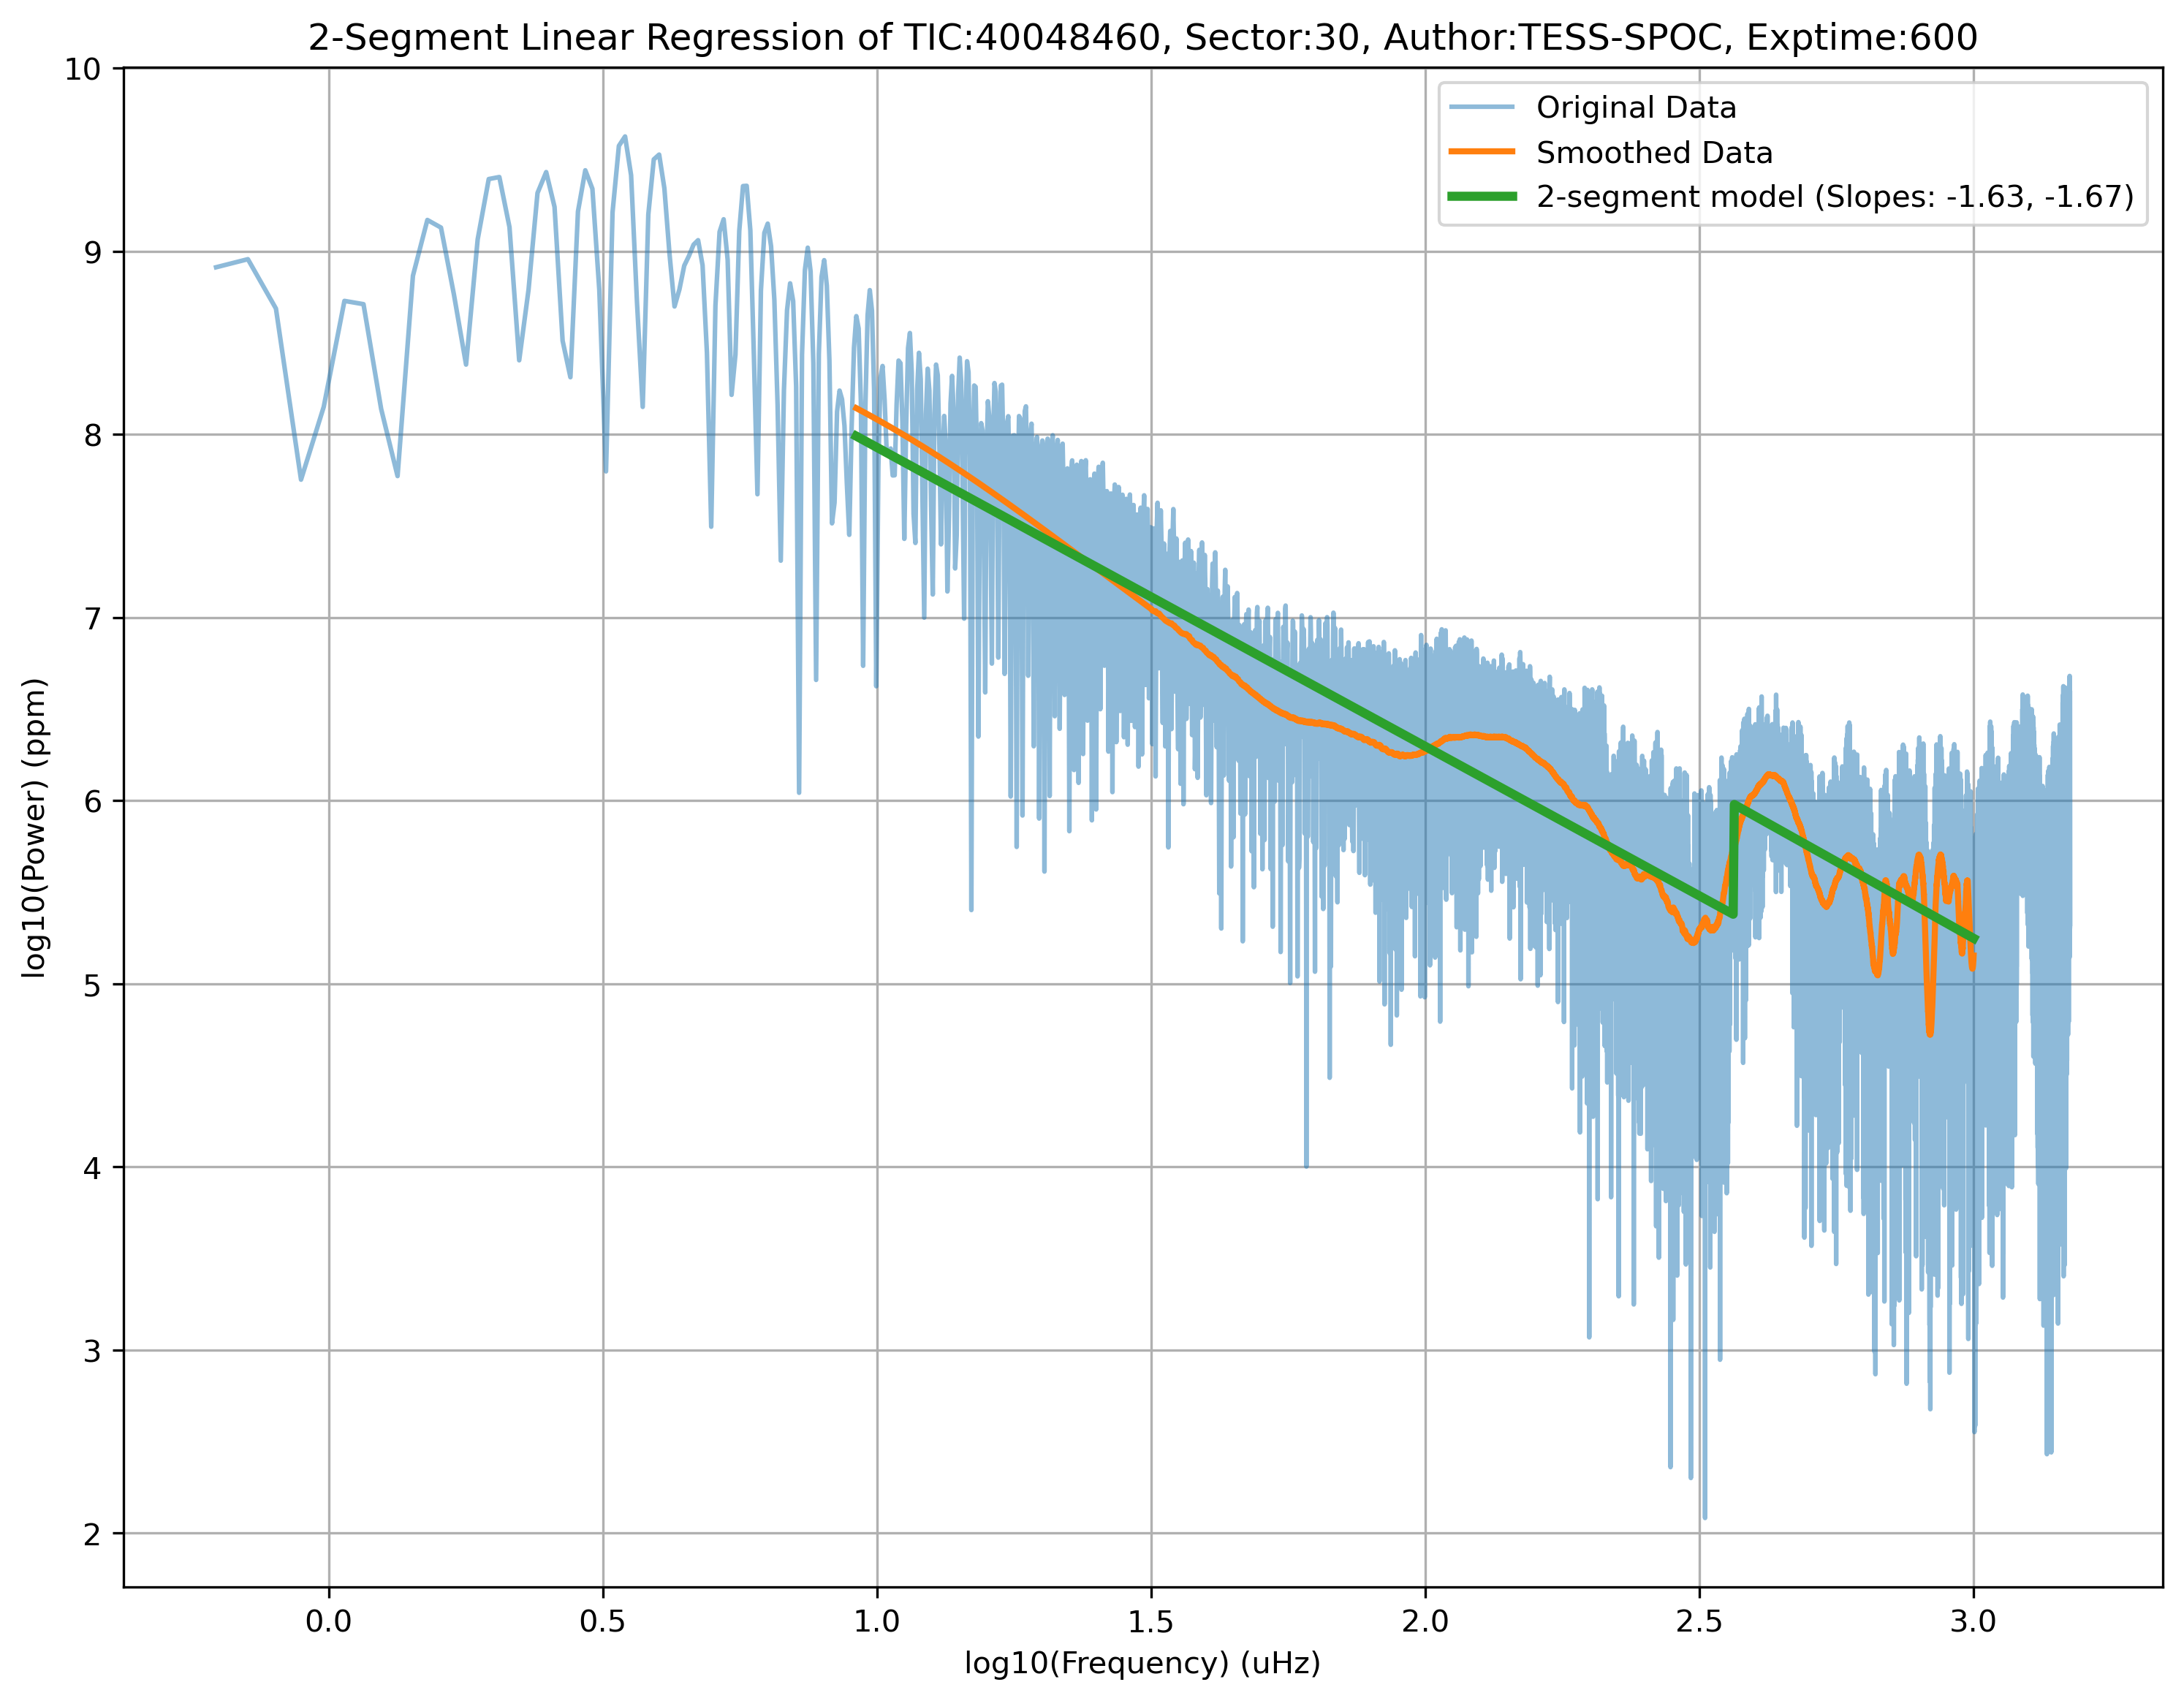 2-Segment Linear Regression of TIC:40048460, Sector:30, Author:TESS-SPOC, Exptime:600
Original Data
Smoothed Data
2-segment model (Slopes: -1.63, -1.67)
log10(Power) (ppm)
10
9
8
7
6
5
4
3
2
0.0 0.5 1.0 1.5 2.0 2.5 3.0
log10(Frequency) (uHz)